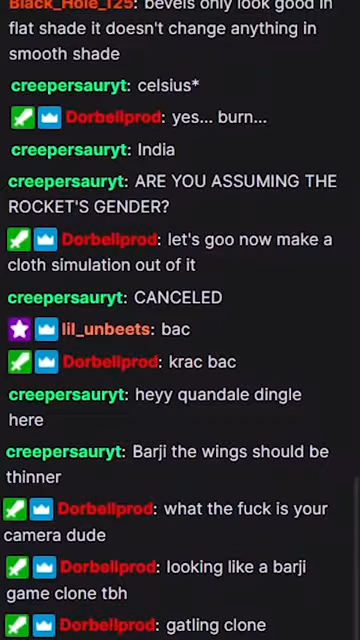 Black_Hole_125: bevels only look good in
flat shade it doesn't change anything in
smooth shade
creepersauryt: celsius*
Dorbellprod: yes... burn...
creepersauryt: India
creepersauryt: ARE YOU ASSUMING THE
ROCKET'S GENDER?
Dorbellprod: let's goo now make a
cloth simulation out of it
creepersauryt: CANCELED
lil_unbeets: bac
Dorbellprod: krac bac
creepersauryt: heyy quandale dingle
here
creepersauryt: Barji the wings should be
thinner
Dorbellprod: what the fuck is your
camera dude
Dorbellprod: looking like a barji
game clone tbh
Dorbellprod: gatling clone